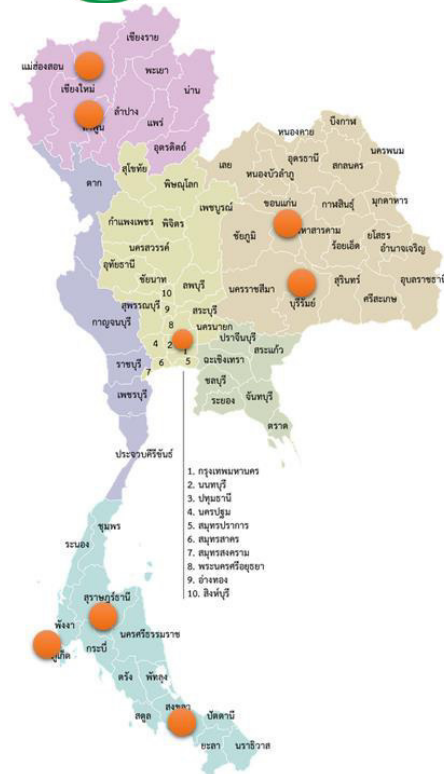 เชียงราย
แม่ฮ่องสอน
พะเยา
เชียงใหม่
น่าน
ลำปาง
แพร่
อุตรดิตถ์
ตาก
สุโขทัย
พิษณุโลก
เพชรบูรณ์
กำแพงเพชร
พิจิตร
นครสวรรค์
อุทัยธานี
ชัยนาท
ลพบุรี
10
สุพรรณบุรี
9
สระบุรี
8
นครนายก
4
2
1
6
5
7
เลย
หนองคาย
บึงกาฬ
อุดรธานี
นครพนม
หนองบัวลำภู
สกลนคร
ขอนแก่น
กาฬสินธุ์
มุกดาหาร
ชัยภูมิ
ร้อยเอ็ด
ยโสธร
อำนาจเจริญ
นครราชสีมา
บุรีรัมย์
สุรินทร์
ศรีสะเกษ
อุบลราชธานี
ปราจีนบุรี
สระแก้ว
ฉะเชิงเทรา
ชลบุรี
ระยอง
จันทบุรี
ตราด
กาญจนบุรี
ราชบุรี
เพชรบุรี
ประจวบคีรีขันธ์
1. กรุงเทพมหานคร
2. นนทบุรี
3. ปทุมธานี
4. นครปฐม
5. สมุทรปราการ
6. สมุทรสาคร
7. สมุทรสงคราม
8. พระนครศรีอยุธยา
9. อ่างทอง
10. สิงห์บุรี
ชุมพร
ระนอง
สุราษฎร์ธานี
พังงา
นครศรีธรรมราช
กระบี่
ตรัง
พัทลุง
สตูล
ปัตตานี
ยะลา
นราธิวาส